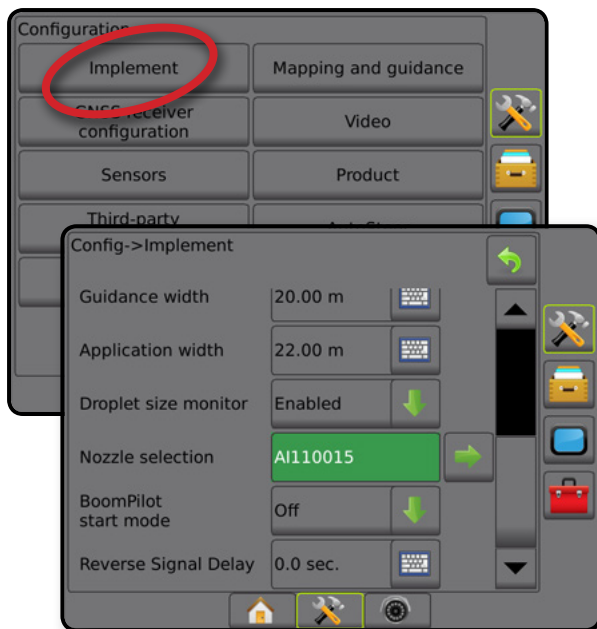 Configuration
Implement
Mapping and guidance
GNSS receiver
configuration
Video
Sensors
Product
Third-party
Config->Implement
Guidance width
20.00 m
Application width
22.00 m
Droplet size monitor
Enabled
Nozzle selection
AI110015
BoomPilot
start mode
Off
Reverse Signal Delay
0.0 sec.